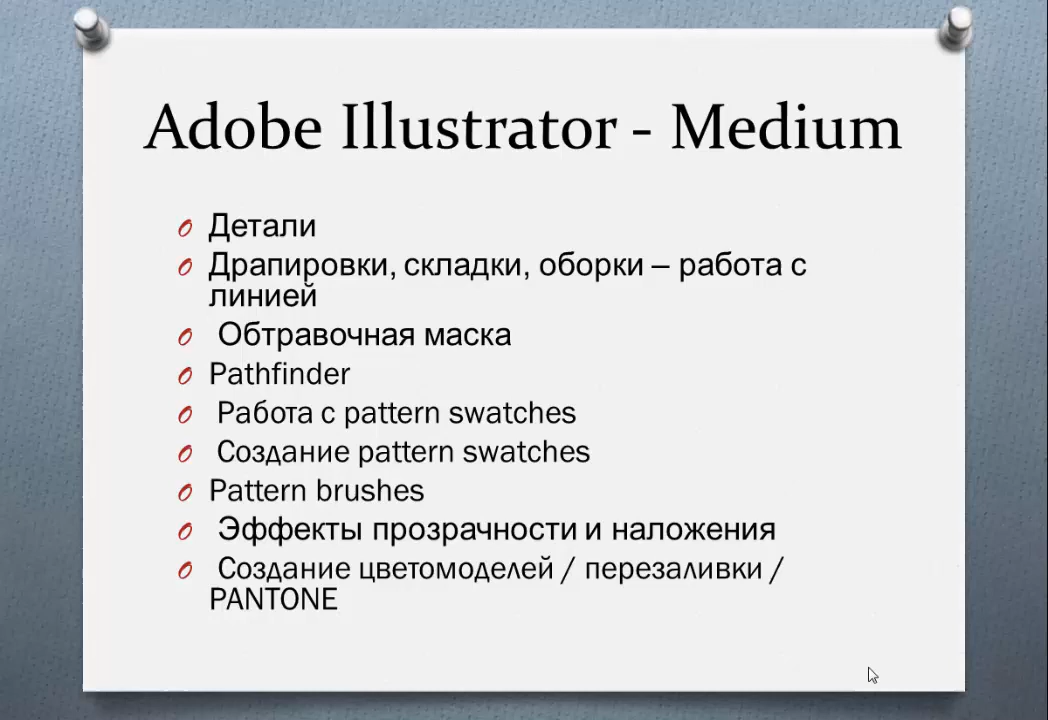 Adobe Illustrator - Medium
Детали
Драпировки, складки, оборки – работа с
линией
Обтравочная маска
Pathfinder
Работа с pattern swatches
Создание pattern swatches
Pattern brushes
Эффекты прозрачности и наложения
Создание цветомоделей / перезаливки /
PANTONE